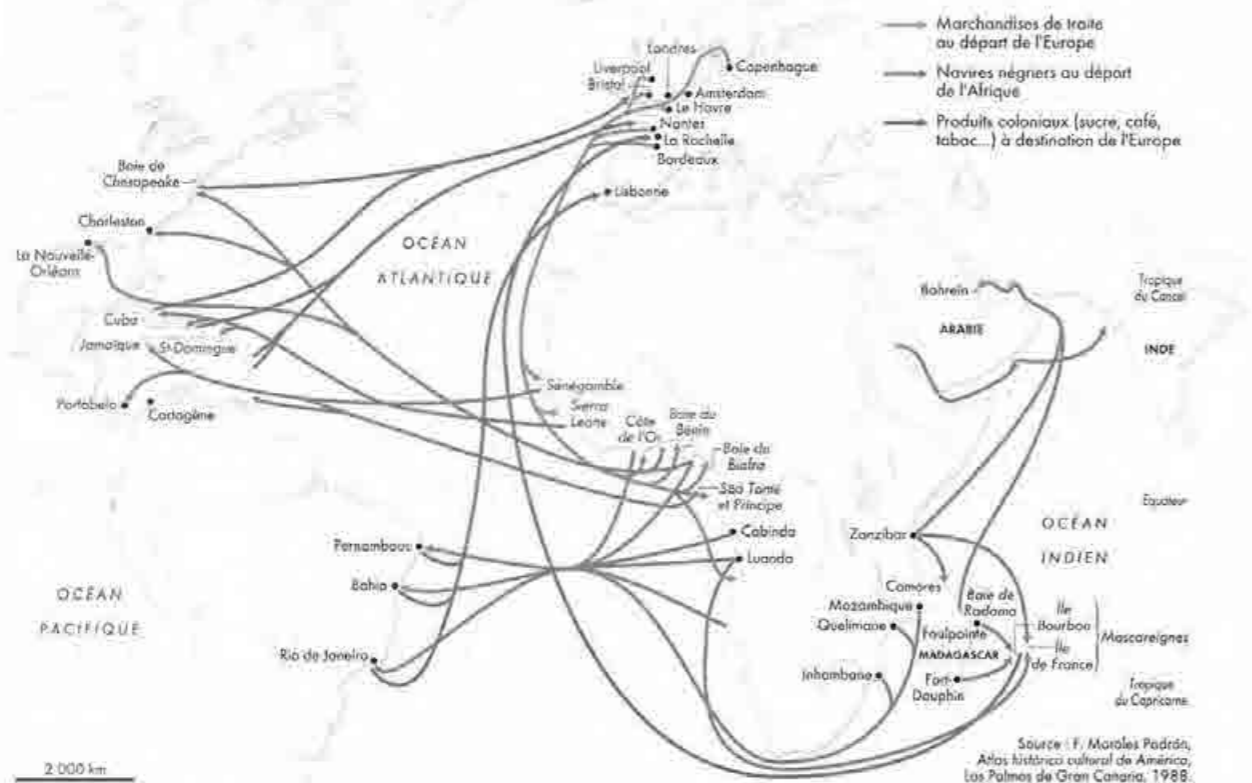 Marchandises de traite
au départ de l'Europe
Navires négriers au départ
de l'Afrique
Produits coloniaux (sucre, café,
tabac...) à destination de l'Europe
Londres
Liverpool
Bristol
Copenhague
Amsterdam
Le Havre
Nantes
La Rochelle
Bordeaux
Lisbonne
Baie de
Chesapeake
Charleston
La Nouvelle-
Orléans
OCÉAN
ATLANTIQUE
Cuba
Jamaïque
St-Domingue
Portobelo
Cartagène
Sénégambie
Sierra
Leone
Côte
de l'Or
Baie du
Bénin
Baie du
Biafra
São Tomé
et Príncipe
Cabinda
Luanda
Pernambouc
Bahia
Rio de Janeiro
OCÉAN
PACIFIQUE
Bahreïn
ARABIE
INDE
Tropique
du Cancer
Équateur
OCÉAN
INDIEN
Zanzibar
Comores
Mozambique
Quelimane
Inhambane
Baie de
Radama
Foulpointe
MADAGASCAR
Fort-
Dauphin
Île
Bourbon
Île
de France
Mascareignes
Tropique
du Capricorne
2 000 km
Source : F. Morales Padrón,
Atlas histórico cultural de América,
Las Palmas de Gran Canaria, 1988.